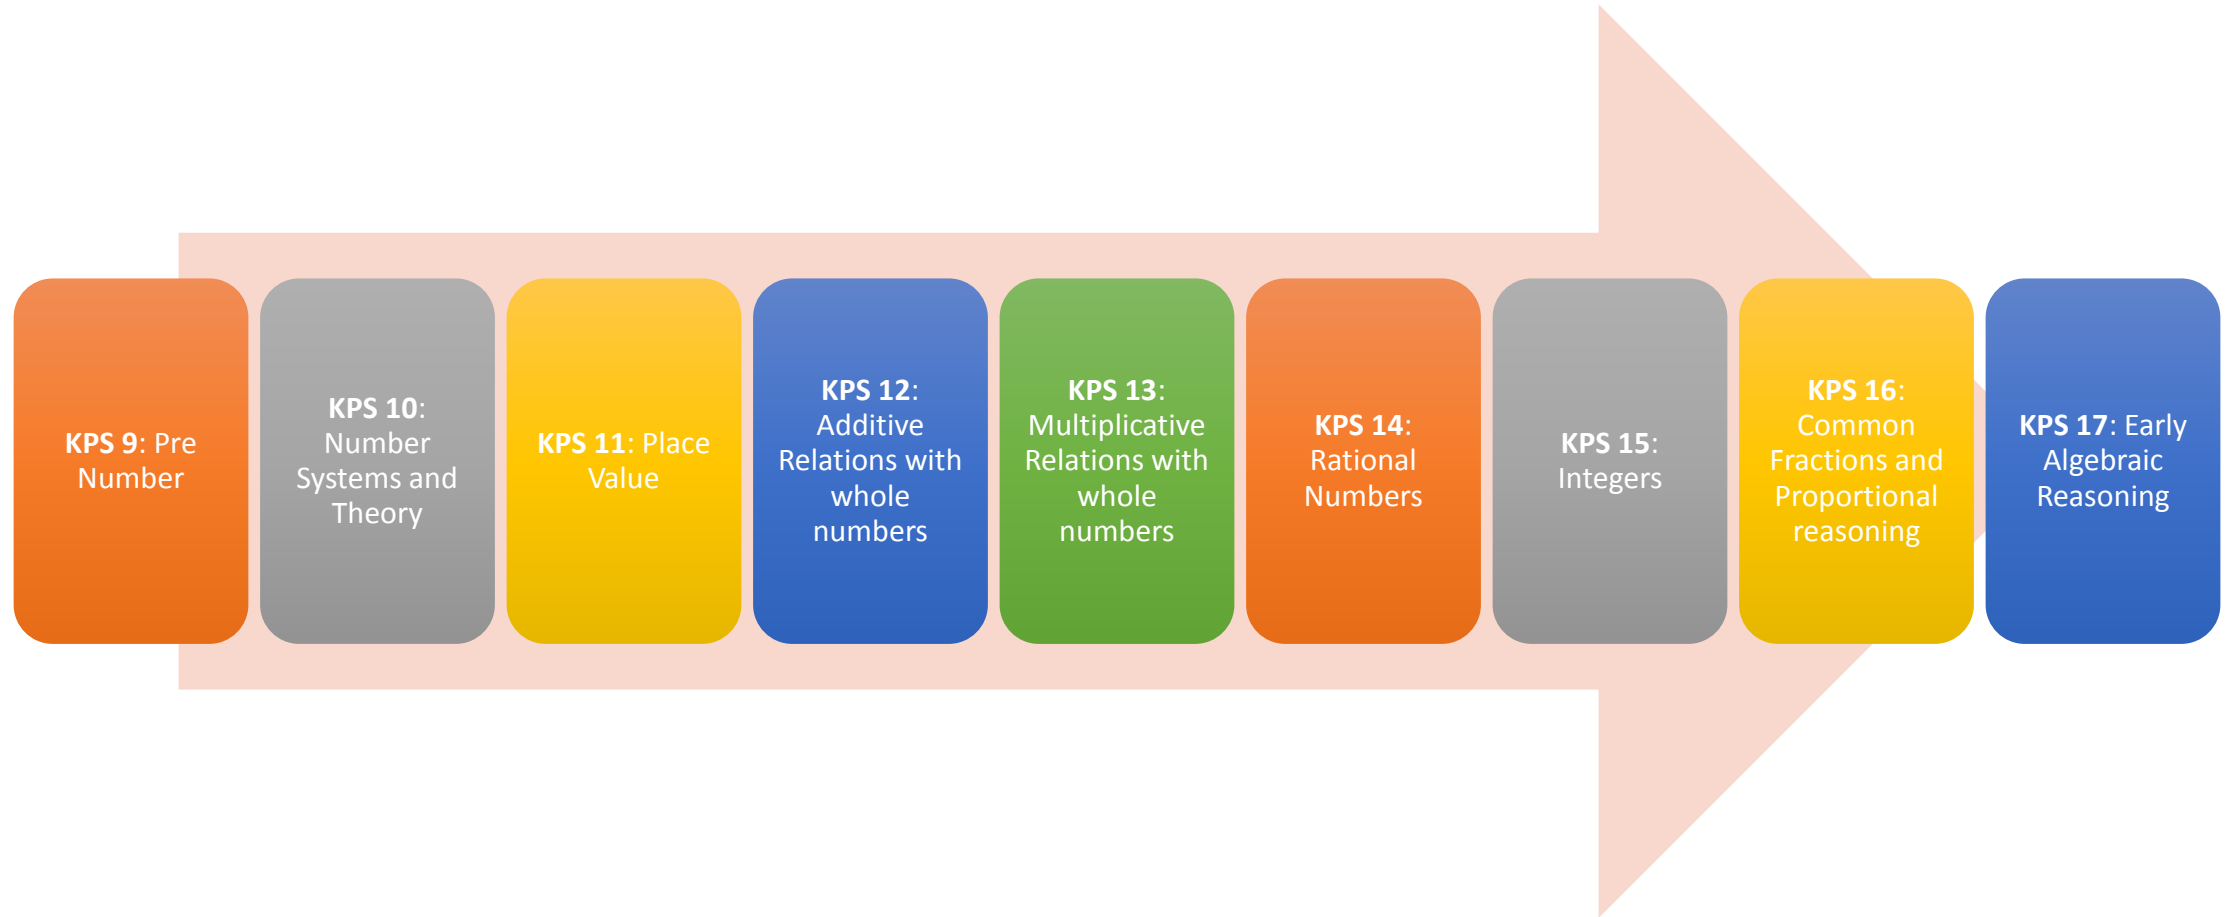 KPS 9: Pre
Number
KPS 10:
Number
Systems and
Theory
KPS 11: Place
Value
KPS 12:
Additive
Relations with
whole
numbers
KPS 13:
Multiplicative
Relations with
whole
numbers
KPS 14:
Rational
Numbers
KPS 15:
Integers
KPS 16:
Common
Fractions and
Proportional
reasoning
KPS 17: Early
Algebraic
Reasoning